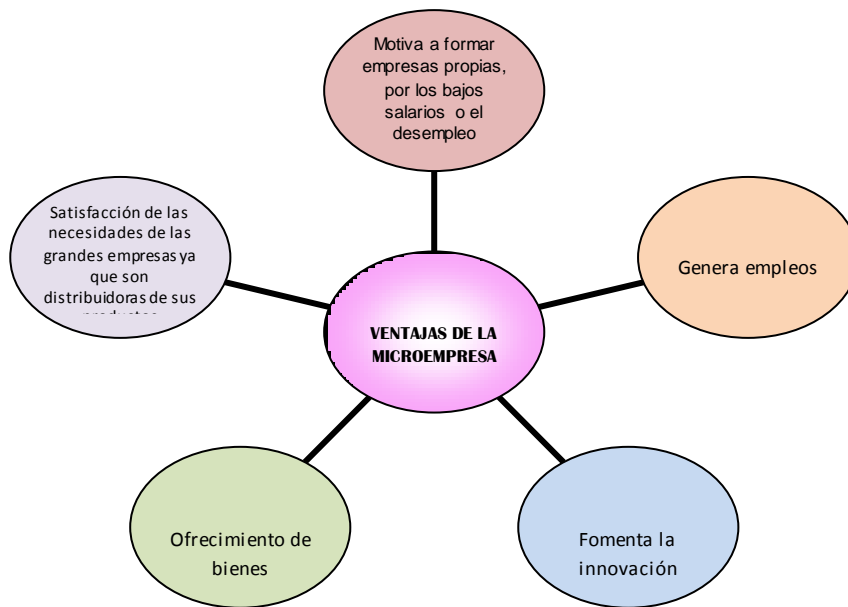 Motiva a formar
empresas propias,
por los bajos
salarios o el
desempleo
Satisfacción de las
necesidades de las
grandes empresas ya
que son
distribuidoras de sus
Genera empleos
VENTAJAS DE LA
MICROEMPRESA
Ofrecimiento de
bienes
Fomenta la
innovación